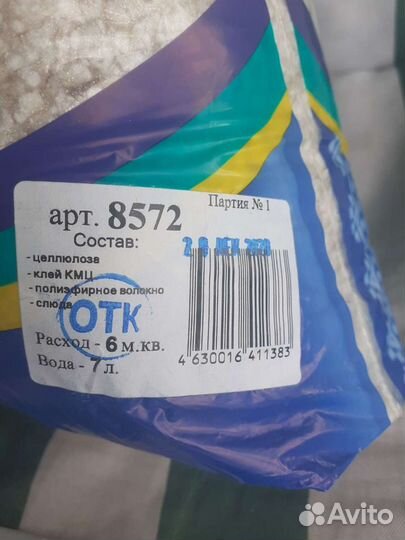 Партия № 1
арт. 8572
Состав:
- целлюлоза
- клей КМЦ
- полиэфирное волокно
- слюда
ОТК
Расход - 6 м.кв.
Вода - 7 л.
4 630016 411383
Avito